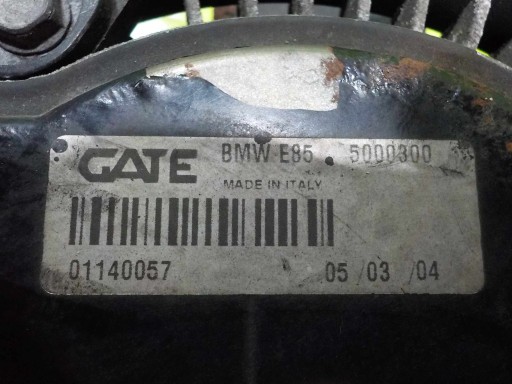 GATE BMW E85 5000300
MADE IN ITALY
01140057 05 /03 /04